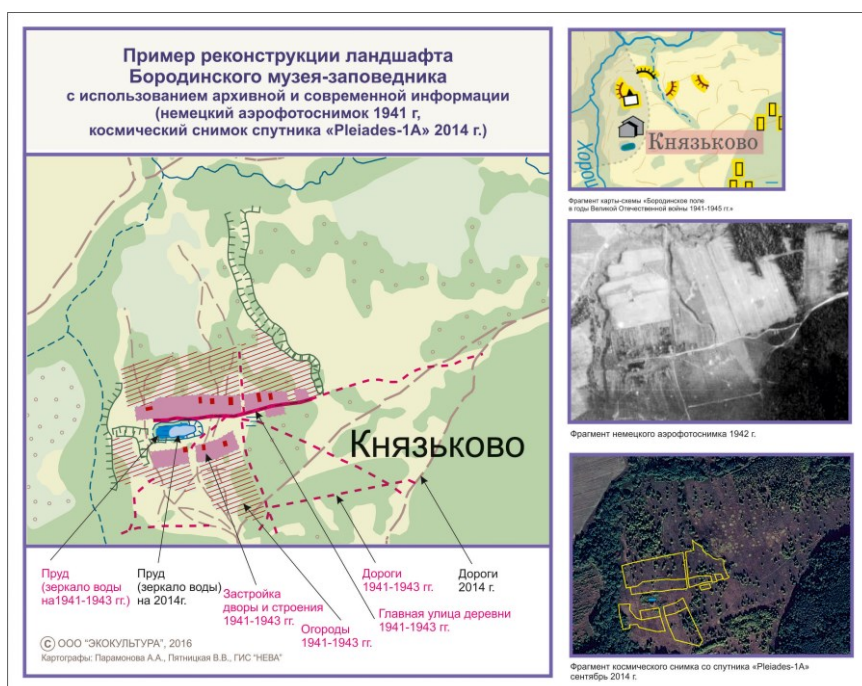 Пример реконструкции ландшафта
Бородинского музея-заповедника
с использованием архивной и современной информации
(немецкий аэрофотоснимок 1941 г,
космический снимок спутника «Pleiades-1A» 2014 г.)
Князьково
Пруд
(зеркало воды
на1941-1943 гг.)
Пруд
(зеркало воды)
на 2014г.
Застройка
дворы и строения
1941-1943 гг.
Огороды
1941-1943 гг.
Дороги
1941-1943 гг.
Главная улица деревни
1941-1943 гг.
Дороги
2014 г.
© ООО "ЭКОКУЛЬТУРА", 2016
Картографы: Парамонова А.А., Пятницкая В.В., ГИС "НЕВА"
Князьково
Хороп
Фрагмент карты-схемы «Бородинское поле
в годы Великой Отечественной войны 1941-1945 гг.»
Фрагмент немецкого аэрофотоснимка 1942 г.
Фрагмент космического снимка со спутника «Pleiades-1A»
сентябрь 2014 г.